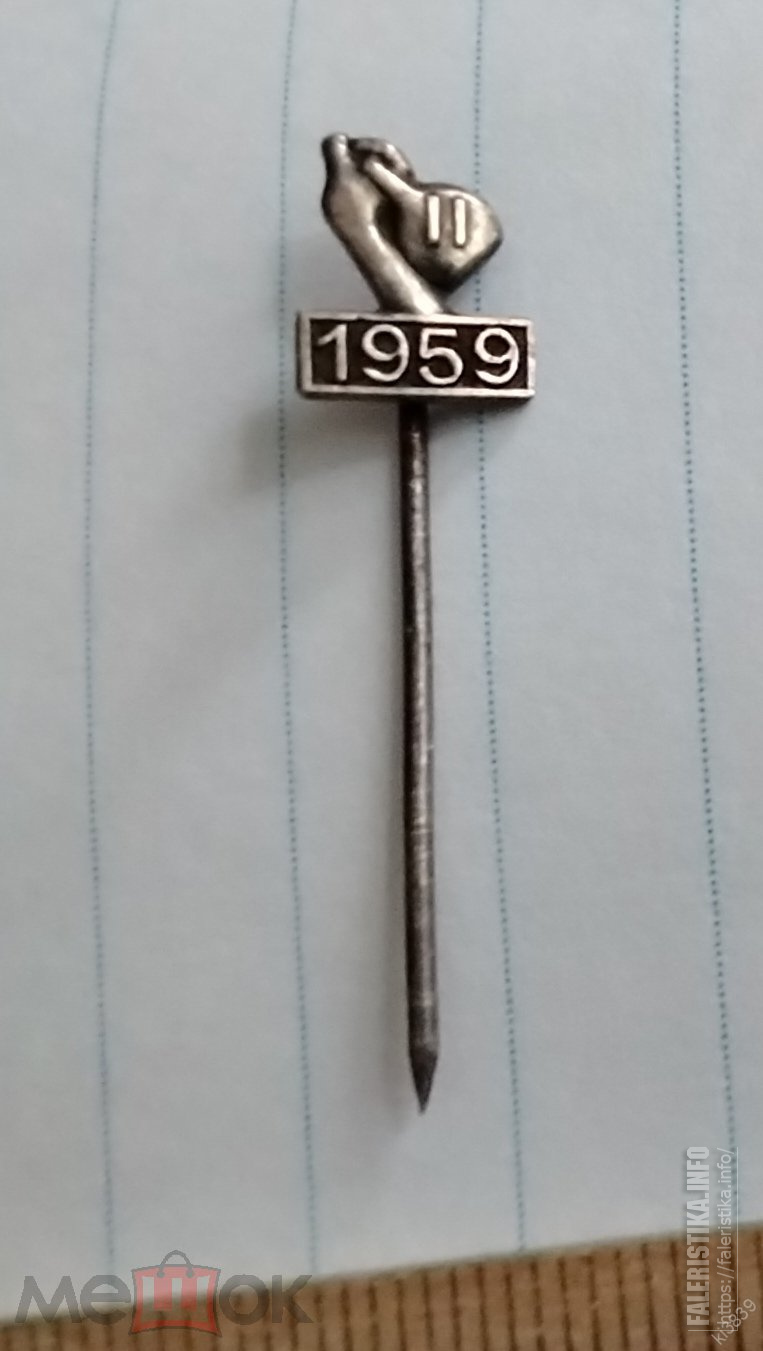 II
1959
мешок
FALERISTIKA.INFO
https://faleristika.info/